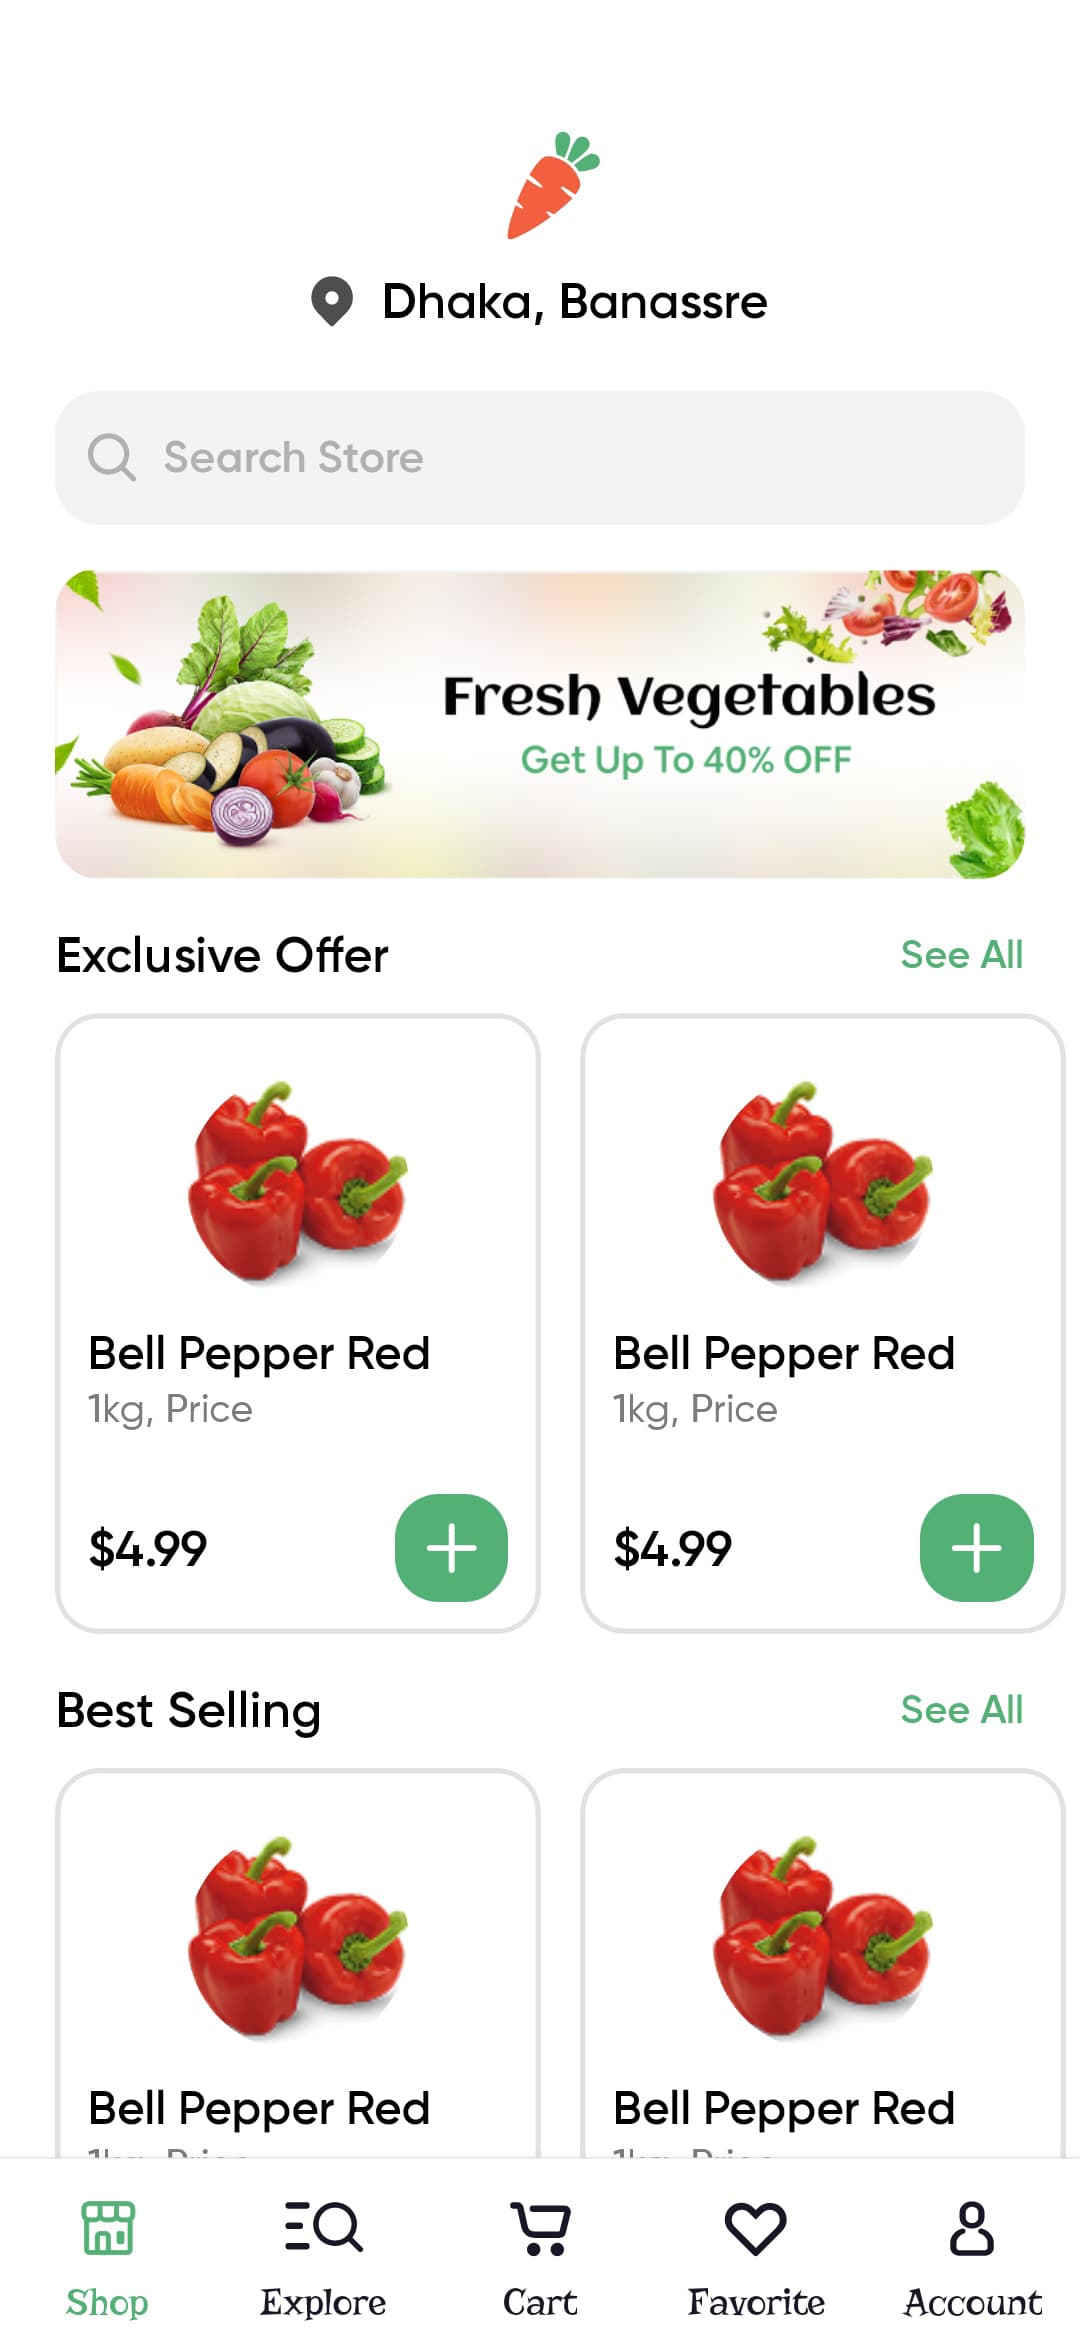 Dhaka, Banassre
Search Store
Fresh Vegetables
Get Up To 40% OFF
Exclusive Offer
See All
Bell Pepper Red
1kg, Price
$4.99
Bell Pepper Red
1kg, Price
$4.99
Best Selling
See All
Bell Pepper Red
Bell Pepper Red
Shop
Explore
Cart
Favorite
Account